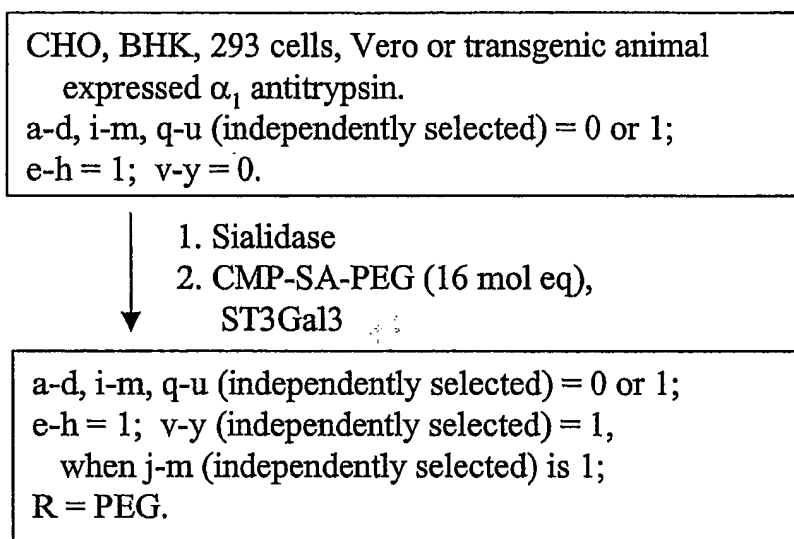 CHO, BHK, 293 cells, Vero or transgenic animal
expressed α₁ antitrypsin.
a-d, i-m, q-u (independently selected) = 0 or 1;
e-h = 1; v-y = 0.
1. Sialidase
2. CMP-SA-PEG (16 mol eq),
ST3Gal3
a-d, i-m, q-u (independently selected) = 0 or 1;
e-h = 1; v-y (independently selected) = 1,
when j-m (independently selected) is 1;
R = PEG.